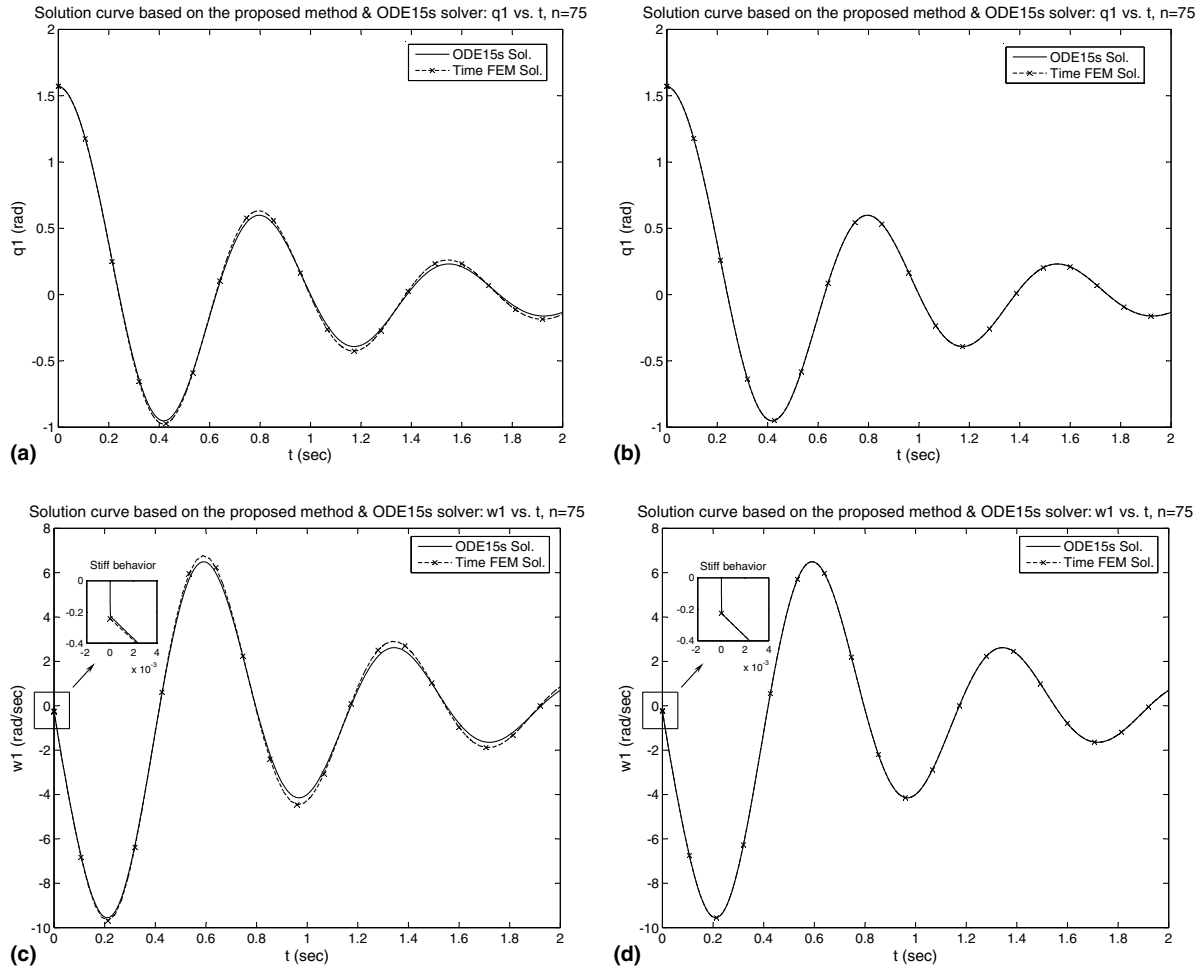 Solution curve based on the proposed method & ODE15s solver: q1 vs. t, n=75
2
1.5
1
0.5
0
-0.5
-1
q1 (rad)
ODE15s Sol.
Time FEM Sol.
0 0.2 0.4 0.6 0.8 1 1.2 1.4 1.6 1.8 2
t (sec)
(a)
Solution curve based on the proposed method & ODE15s solver: q1 vs. t, n=75
2
1.5
1
0.5
0
-0.5
-1
q1 (rad)
ODE15s Sol.
Time FEM Sol.
0 0.2 0.4 0.6 0.8 1 1.2 1.4 1.6 1.8 2
t (sec)
(b)
Solution curve based on the proposed method & ODE15s solver: w1 vs. t, n=75
8
6
4
2
0
-2
-4
-6
-8
-10
w1 (rad/sec)
ODE15s Sol.
Time FEM Sol.
Stiff behavior
0
-0.2
-0.4
-2 0 2 4
x 10-3
0 0.2 0.4 0.6 0.8 1 1.2 1.4 1.6 1.8 2
t (sec)
(c)
Solution curve based on the proposed method & ODE15s solver: w1 vs. t, n=75
8
6
4
2
0
-2
-4
-6
-8
-10
w1 (rad/sec)
ODE15s Sol.
Time FEM Sol.
Stiff behavior
0
-0.2
-0.4
-2 0 2 4
x 10-3
0 0.2 0.4 0.6 0.8 1 1.2 1.4 1.6 1.8 2
t (sec)
(d)